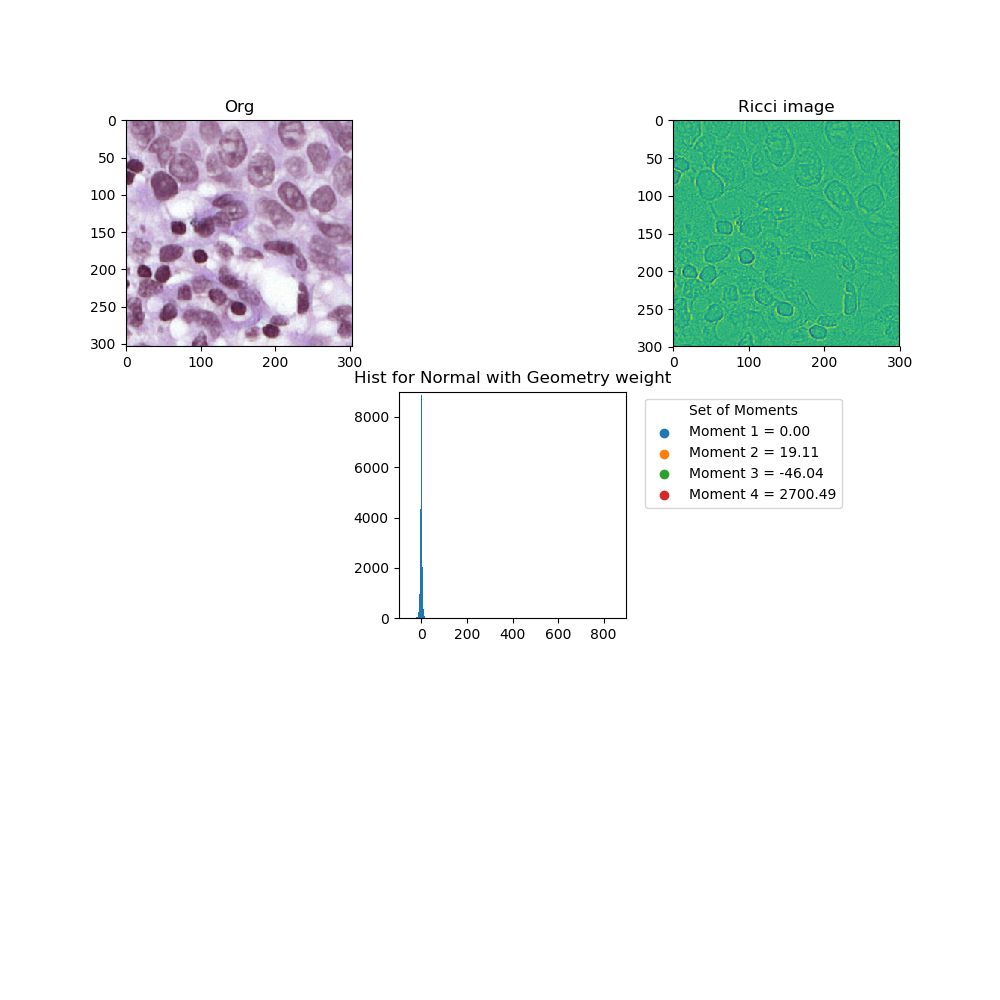 Org
0
50
100
150
200
250
300
0 100 200 300
Ricci image
0
50
100
150
200
250
300
0 100 200 300
Hist for Normal with Geometry weight
8000
6000
4000
2000
0
0 200 400 600 800
Set of Moments
Moment 1 = 0.00
Moment 2 = 19.11
Moment 3 = -46.04
Moment 4 = 2700.49